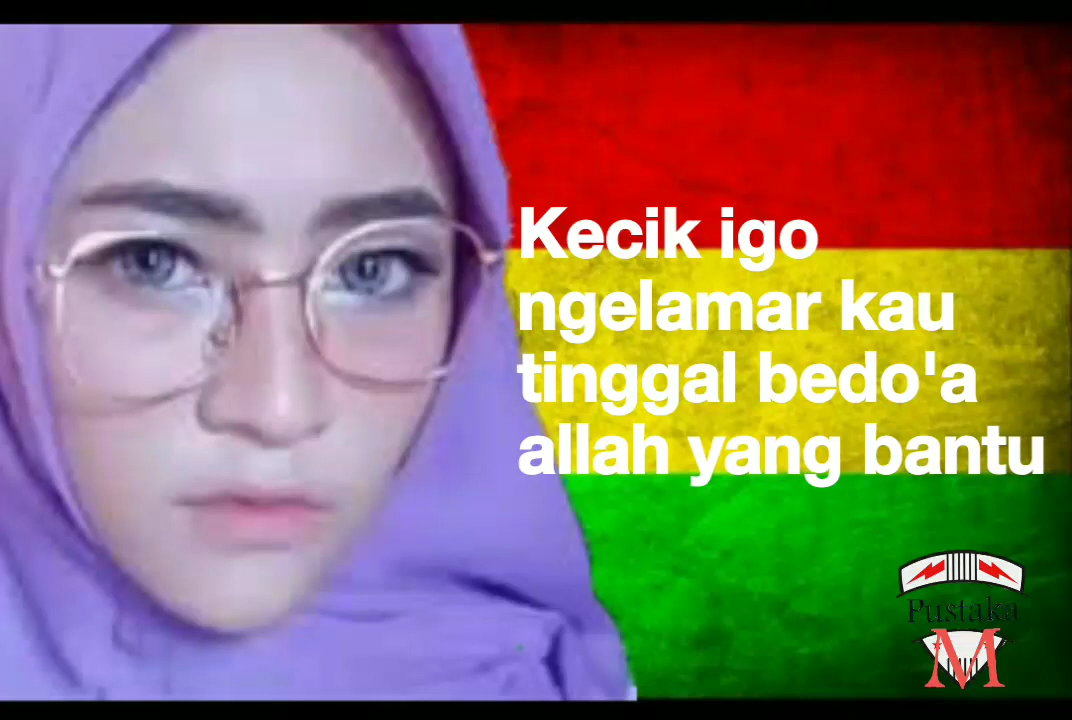 Kecik igo
ngelamar kau
tinggal bedo'a
allah yang bantu
Pustaka
M